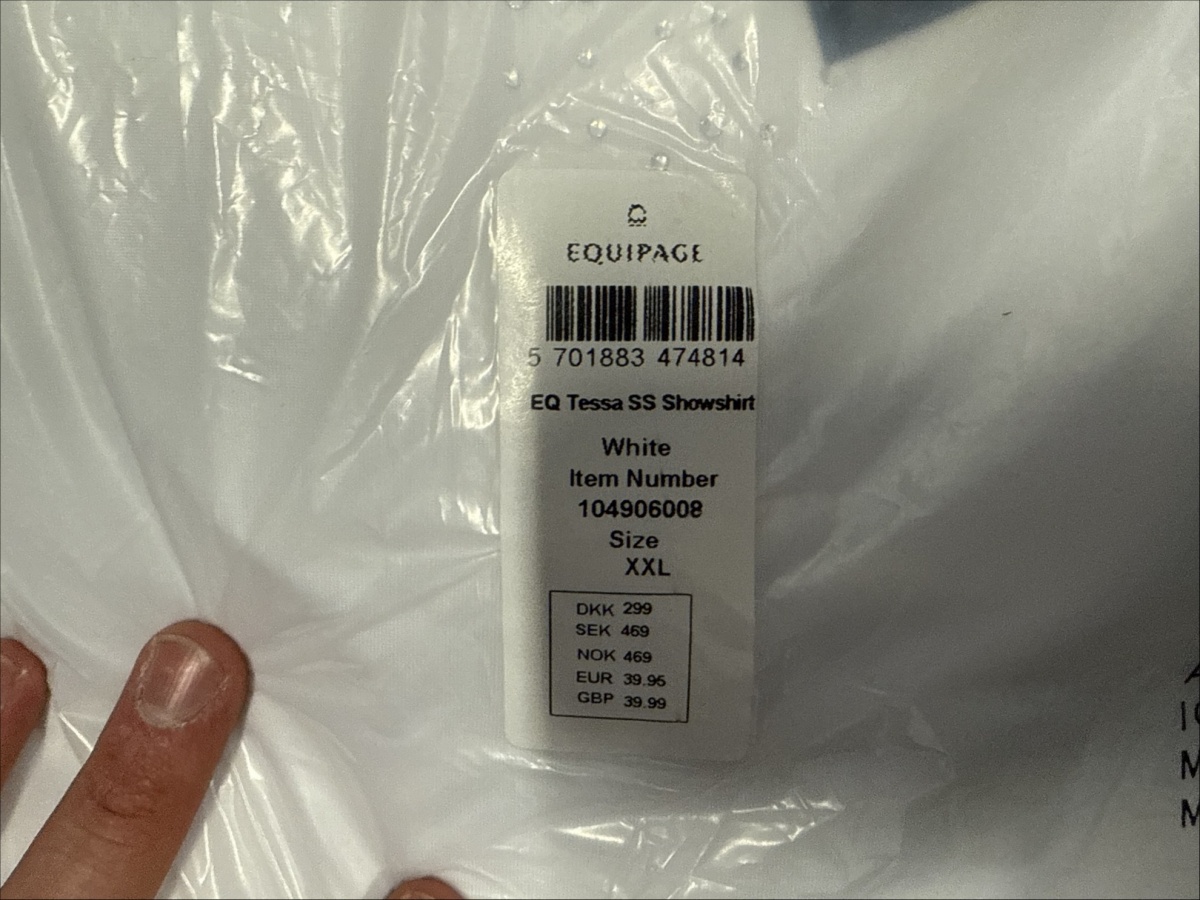 EQUIPAGE
5 701883 474814
EQ Tessa SS Showshirt
White
Item Number
104906008
Size
XXL
DKK 299
SEK 469
NOK 469
EUR 39.95
GBP 39.99